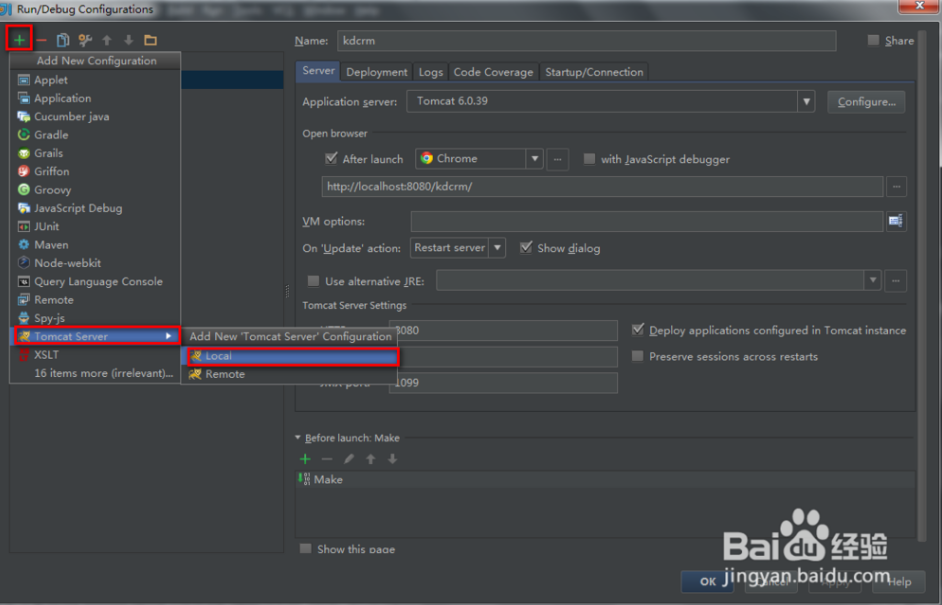 Run/Debug Configurations
Name: kdcrm Share
Add New Configuration
Applet
Application
Cucumber java
Gradle
Grails
Griffon
Groovy
JavaScript Debug
JUnit
Maven
Node-webkit
Query Language Console
Remote
Spy-js
Tomcat Server
XSLT
16 items more (irrelevant)...
Add New 'Tomcat Server' Configuration
Local
Remote
Server Deployment Logs Code Coverage Startup/Connection
Application server: Tomcat 6.0.39 Configure...
Open browser
After launch Chrome ... with JavaScript debugger
http://localhost:8080/kdcrm/ ...
VM options:
On 'Update' action: Restart server Show dialog
Use alternative JRE: ...
Tomcat Server Settings
8080 Deploy applications configured in Tomcat instance
Preserve sessions across restarts
1099
Before launch: Make
Make
Show this page
Baidu 经验
jingyan.baidu.com
OK Cancel Apply Help